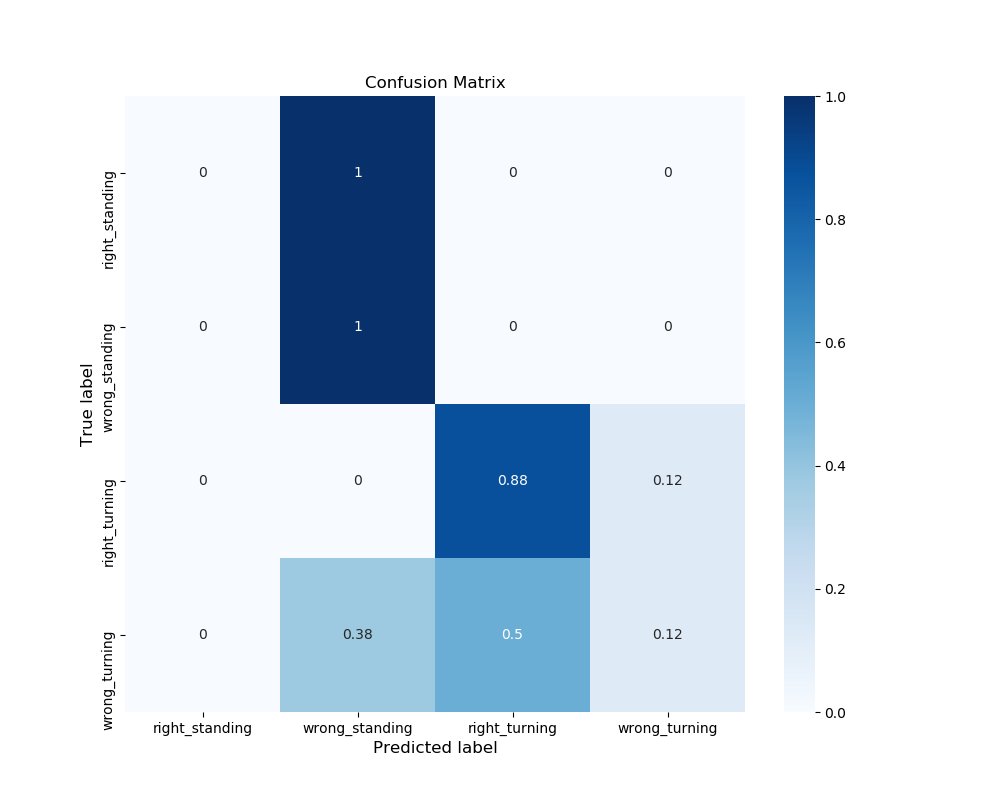 Confusion Matrix
True label
right_standing
0 1 0 0
wrong_standing
0 1 0 0
right_turning
0 0 0.88 0.12
wrong_turning
0 0.38 0.5 0.12
right_standing wrong_standing right_turning wrong_turning
Predicted label
1.0
0.8
0.6
0.4
0.2
0.0